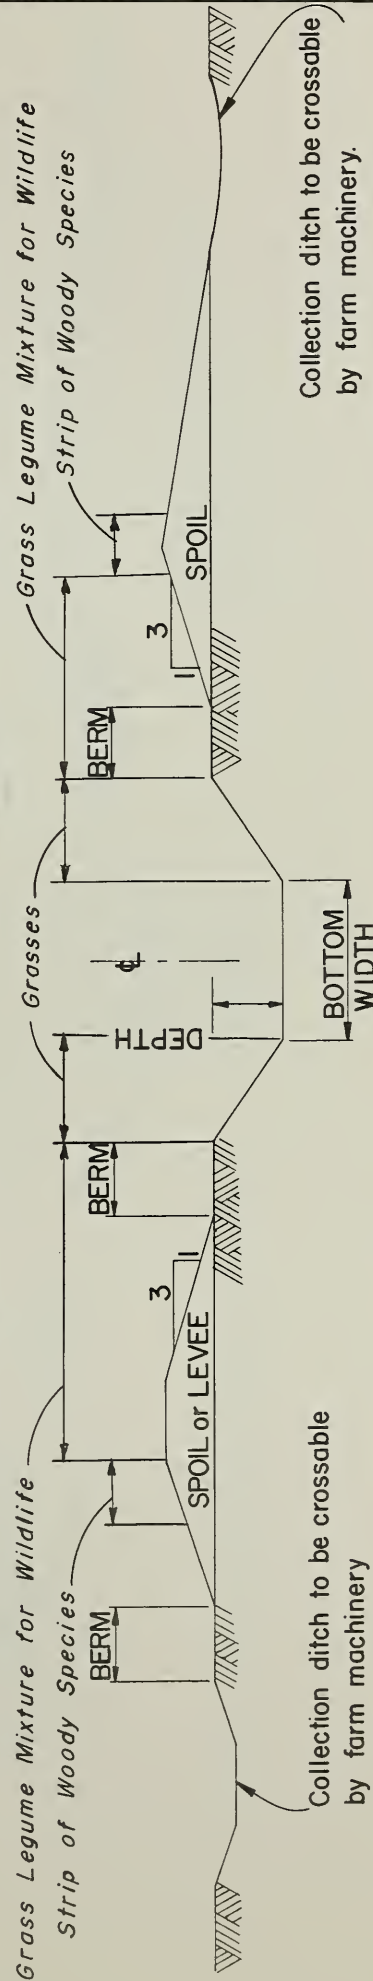 Grass Legume Mixture for Wildlife
Strip of Woody Species
Grasses
Grass Legume Mixture for Wildlife
Strip of Woody Species
BERM
BERM
DEPTH
℄
BERM
3
1
SPOIL or LEVEE
1
3
SPOIL
BOTTOM
WIDTH
Collection ditch to be crossable
by farm machinery
Collection ditch to be crossable
by farm machinery.